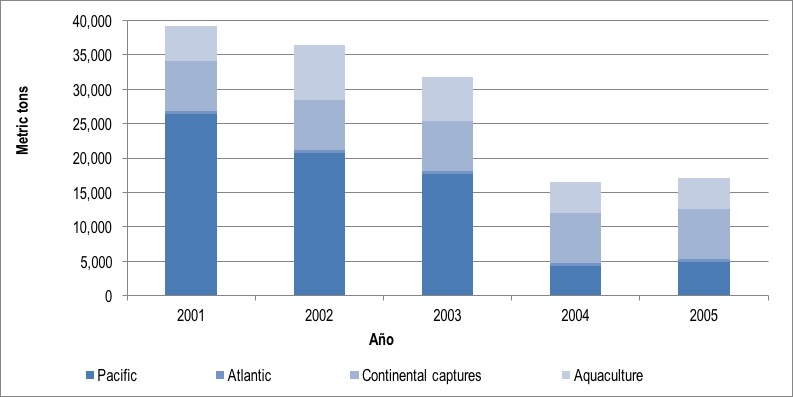 Metric tons
40,000
35,000
30,000
25,000
20,000
15,000
10,000
5,000
0
2001 2002 2003 2004 2005
Año
Pacific Atlantic Continental captures Aquaculture